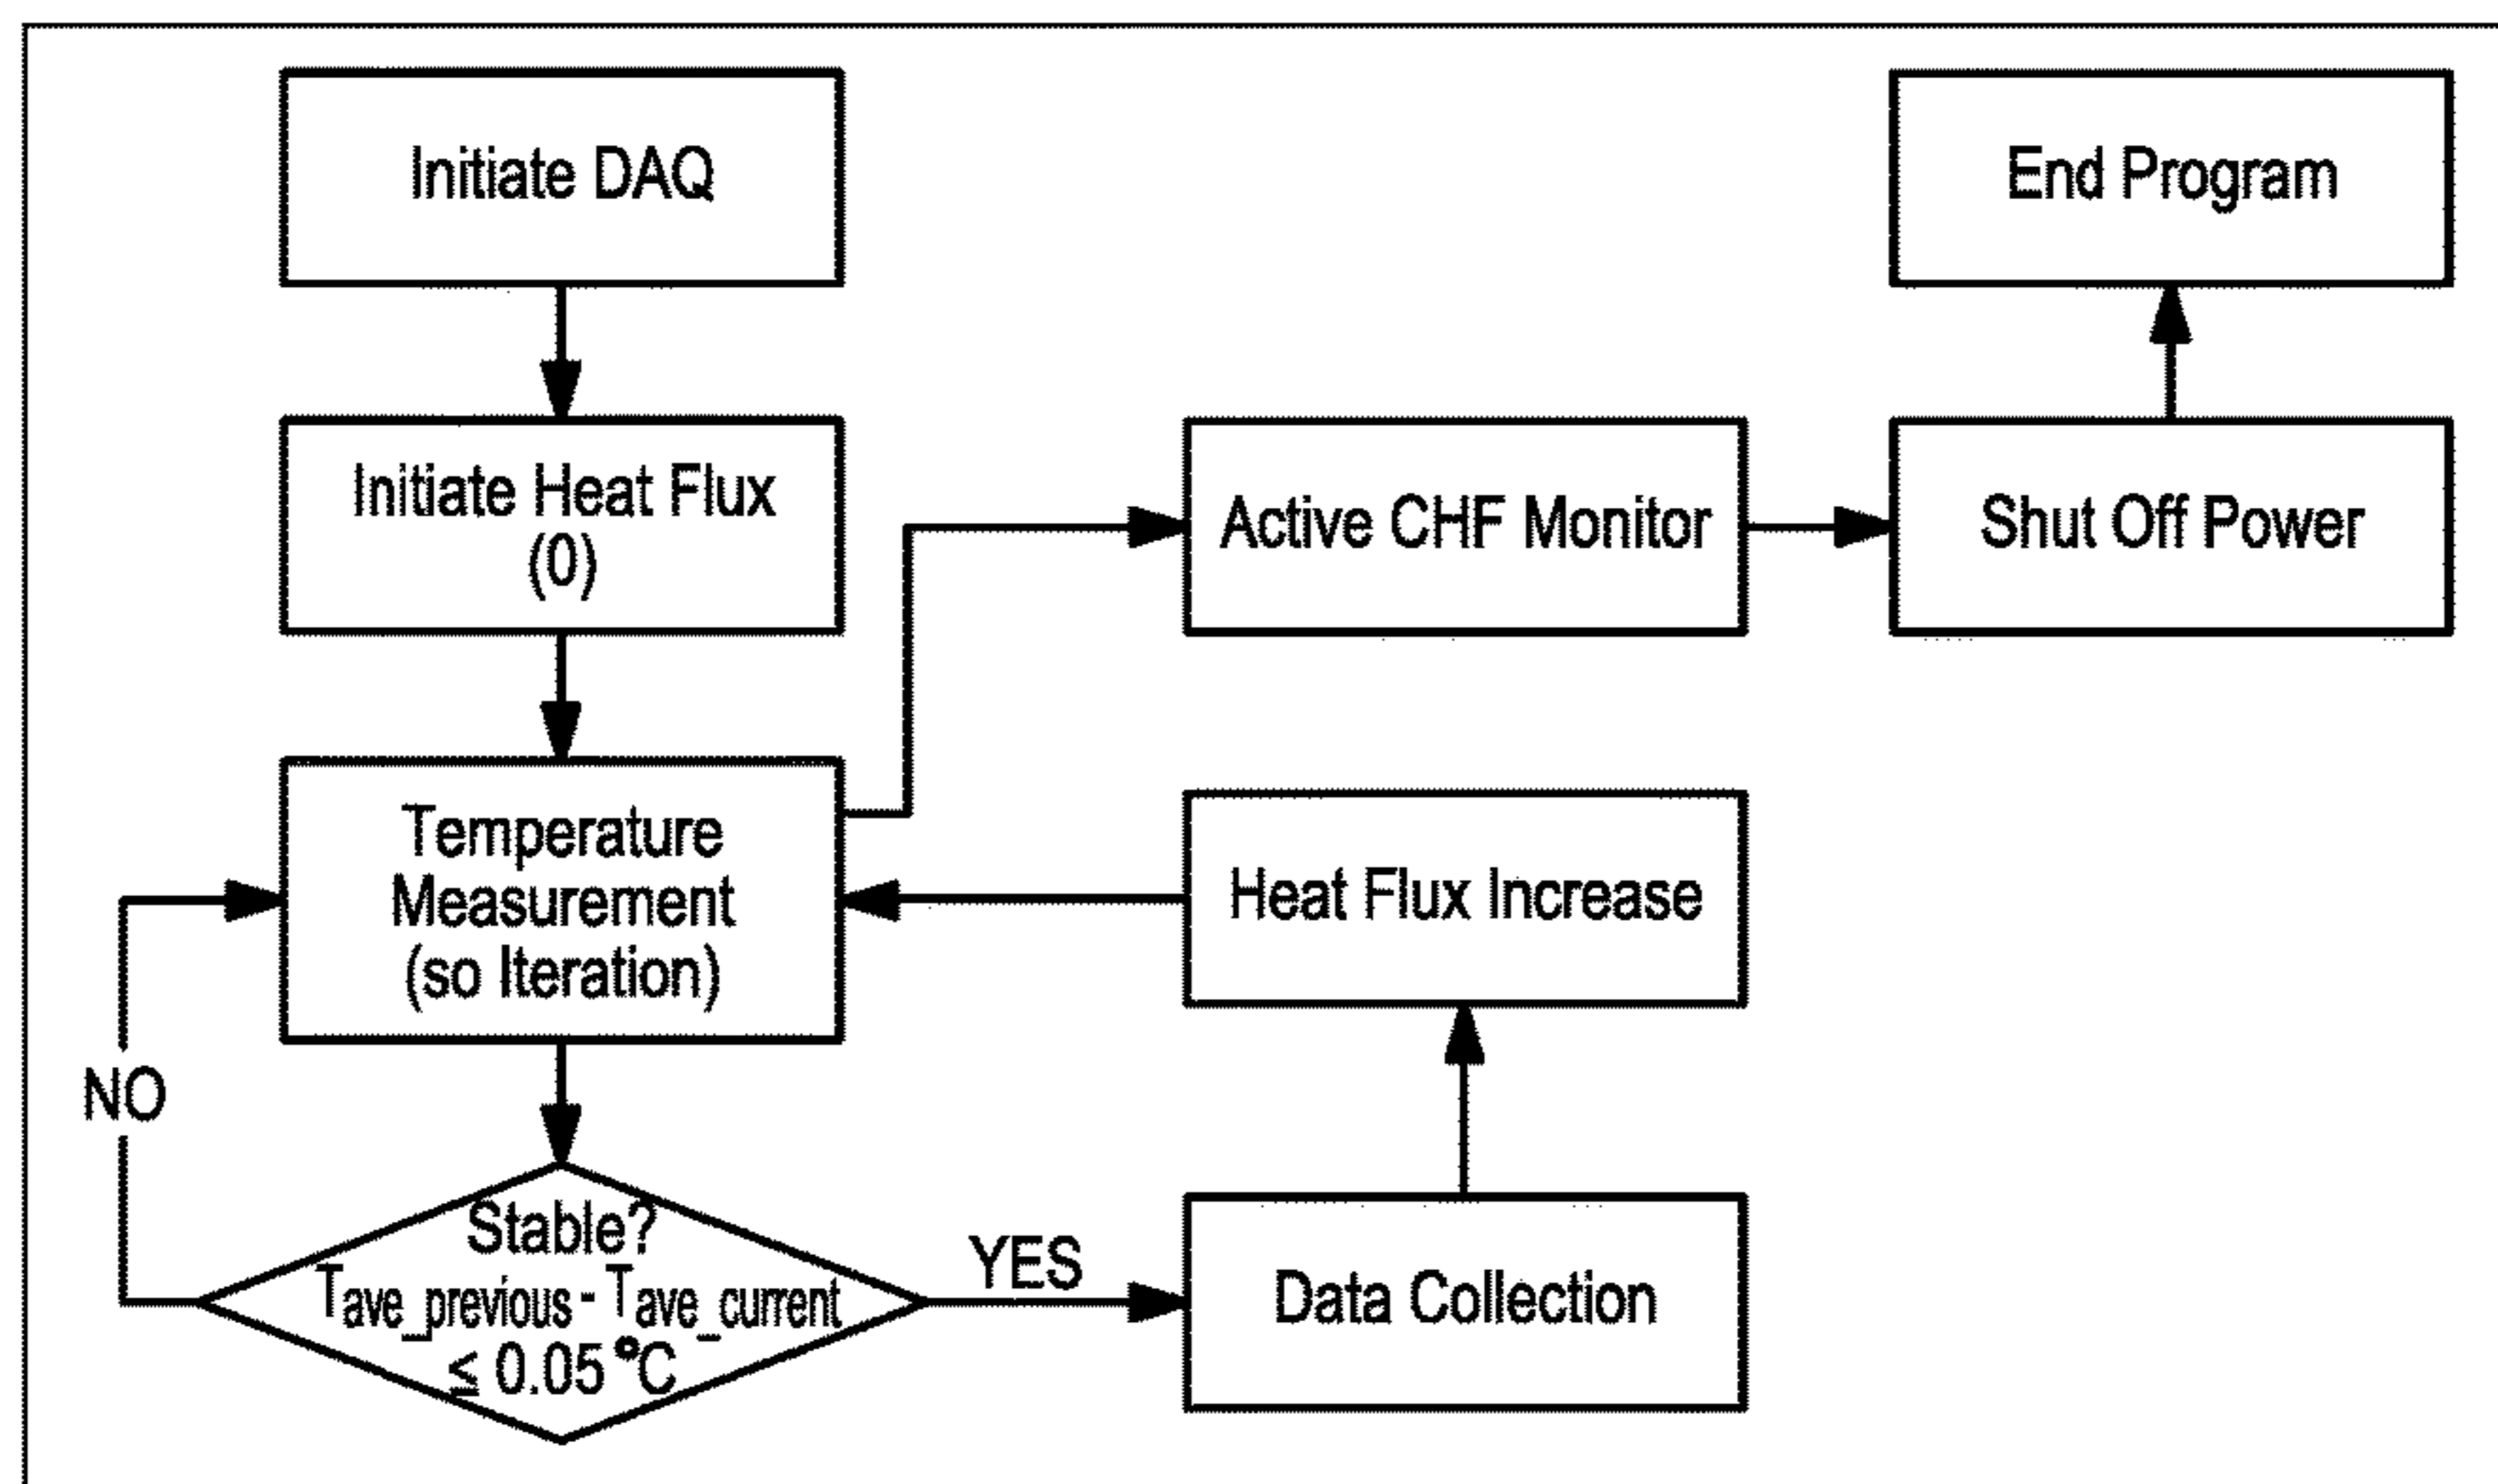 Initiate DAQ
End Program
Initiate Heat Flux
(0)
Active CHF Monitor
Shut Off Power
Temperature
Measurement
(so Iteration)
Heat Flux Increase
NO
Stable?
Tave_previous - Tave_current
≤ 0.05 °C
YES
Data Collection